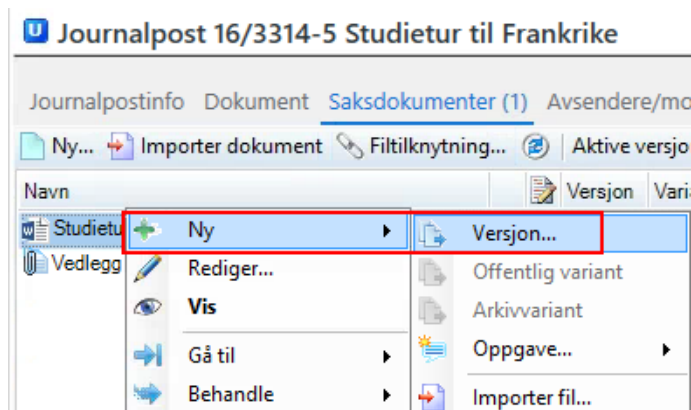 Journalpost 16/3314-5 Studietur til Frankrike
Journalpostinfo Dokument Saksdokumenter (1) Avsendere/mo
Ny... Importer dokument Filtilknytning... Aktive versjo
Navn Versjon Vari
Studietu Ny Versjon...
Vedlegg Rediger... Offentlig variant
Vis Arkivvariant
Gå til Oppgave...
Behandle Importer fil...